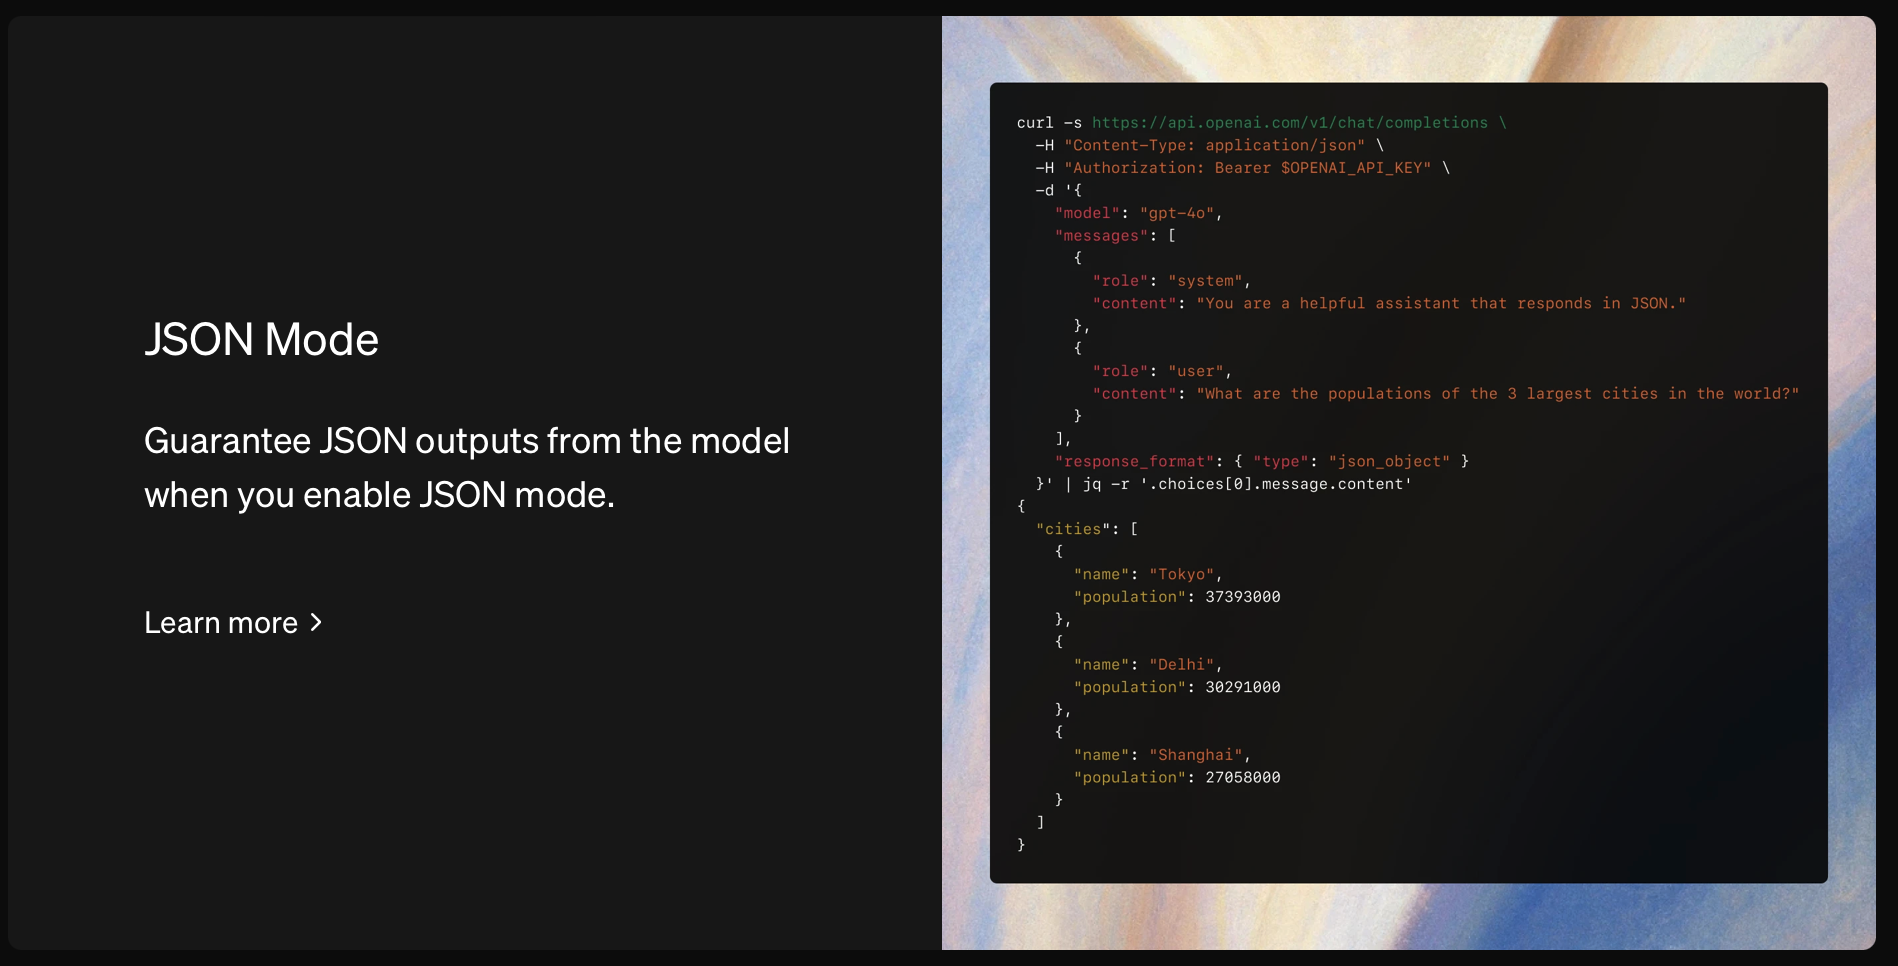 JSON Mode
Guarantee JSON outputs from the model
when you enable JSON mode.
Learn more >
curl -s https://api.openai.com/v1/chat/completions \
  -H "Content-Type: application/json" \
  -H "Authorization: Bearer $OPENAI_API_KEY" \
  -d '{
    "model": "gpt-4o",
    "messages": [
      {
        "role": "system",
        "content": "You are a helpful assistant that responds in JSON."
      },
      {
        "role": "user",
        "content": "What are the populations of the 3 largest cities in the world?"
      }
    ],
    "response_format": { "type": "json_object" }
  }' | jq -r '.choices[0].message.content'
{
  "cities": [
    {
      "name": "Tokyo",
      "population": 37393000
    },
    {
      "name": "Delhi",
      "population": 30291000
    },
    {
      "name": "Shanghai",
      "population": 27058000
    }
  ]
}